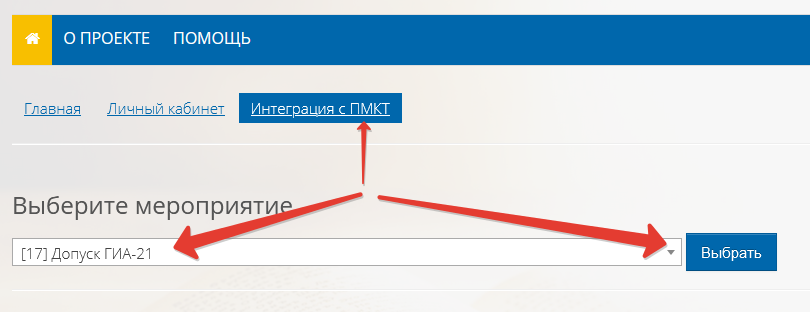 О ПРОЕКТЕ ПОМОЩЬ
Главная Личный кабинет Интеграция с ПМКТ
Выберите мероприятие
[17] Допуск ГИА-21 Выбрать